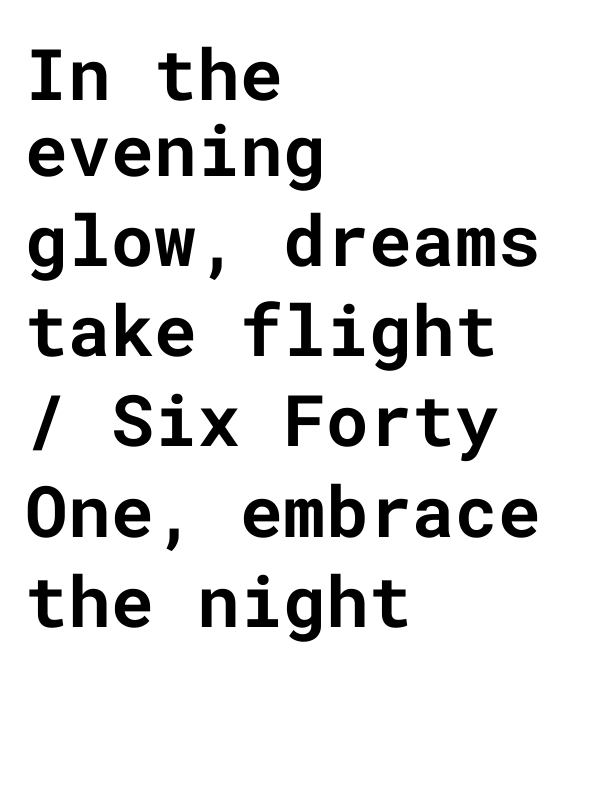 In the
evening
glow, dreams
take flight
/ Six Forty
One, embrace
the night